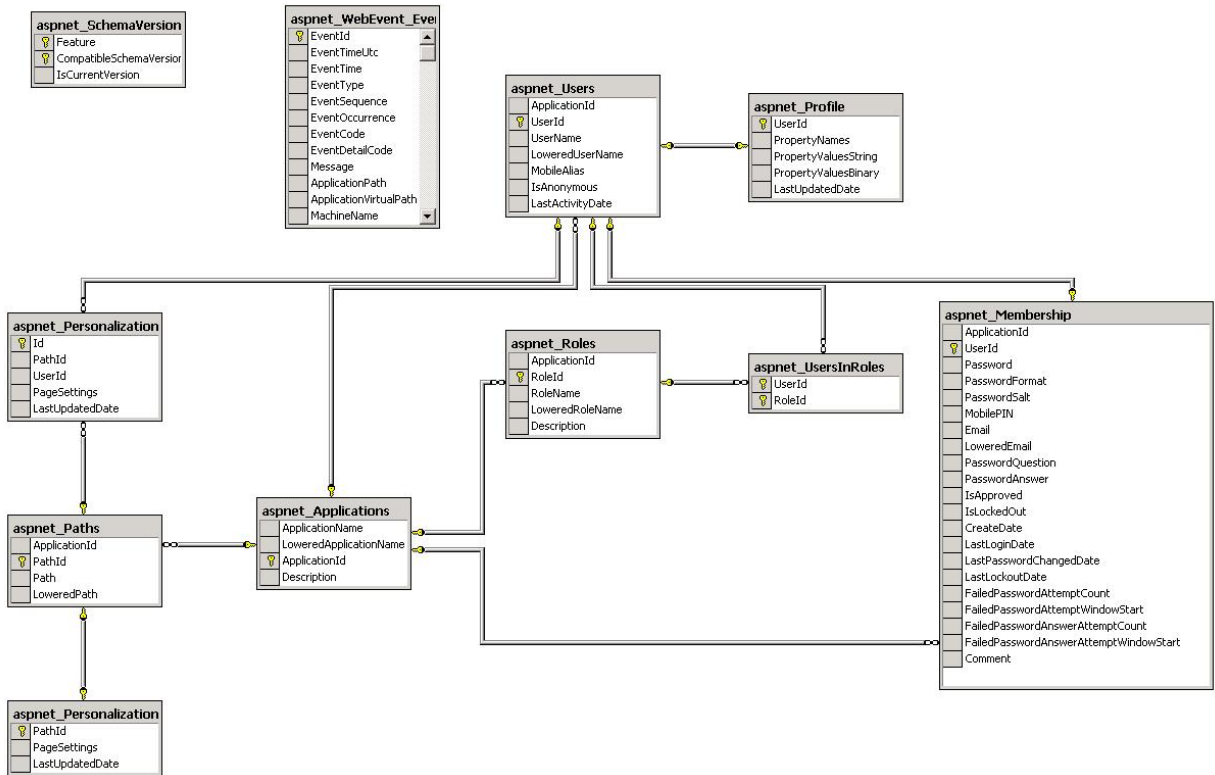 aspnet_SchemaVersion
Feature
CompatibleSchemaVersion
IsCurrentVersion
aspnet_WebEvent_Eve
EventId
EventTimeUtc
EventTime
EventType
EventSequence
EventOccurrence
EventCode
EventDetailCode
Message
ApplicationPath
ApplicationVirtualPath
MachineName
aspnet_Users
ApplicationId
UserId
UserName
LoweredUserName
MobileAlias
IsAnonymous
LastActivityDate
aspnet_Profile
UserId
PropertyNames
PropertyValuesString
PropertyValuesBinary
LastUpdatedDate
aspnet_Personalization
Id
PathId
UserId
PageSettings
LastUpdatedDate
aspnet_Roles
ApplicationId
RoleId
RoleName
LoweredRoleName
Description
aspnet_UsersInRoles
UserId
RoleId
aspnet_Membership
ApplicationId
UserId
Password
PasswordFormat
PasswordSalt
MobilePIN
Email
LoweredEmail
PasswordQuestion
PasswordAnswer
IsApproved
IsLockedOut
CreateDate
LastLoginDate
LastPasswordChangedDate
LastLockoutDate
FailedPasswordAttemptCount
FailedPasswordAttemptWindowStart
FailedPasswordAnswerAttemptCount
FailedPasswordAnswerAttemptWindowStart
Comment
aspnet_Paths
ApplicationId
PathId
Path
LoweredPath
aspnet_Applications
ApplicationName
LoweredApplicationName
ApplicationId
Description
aspnet_Personalization
PathId
PageSettings
LastUpdatedDate